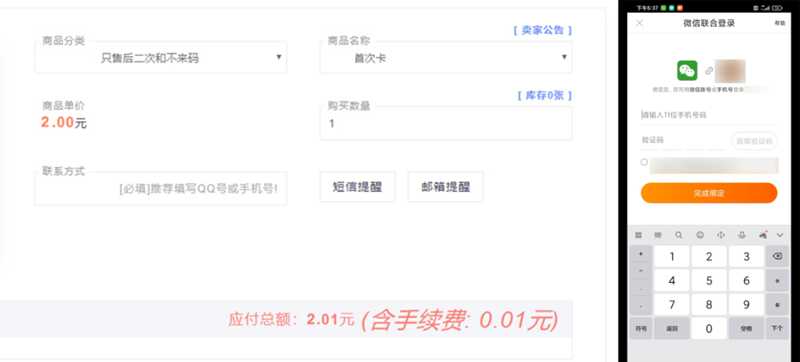 [ 卖家公告 ]
商品分类
只售后二次和不来码
商品名称
首次卡
[ 库存0张 ]
商品单价
2.00元
购买数量
1
联系方式
[必填]推荐填写QQ号或手机号!
短信提醒
邮箱提醒
应付总额：2.01元 (含手续费: 0.01元)
下午6:37
微信联合登录
帮助
请输入11位手机号码
验证码
获取验证码
完成绑定
+ 1 2 3
- 4 5 6
7 8 9
符号 返回 0 空格 下个